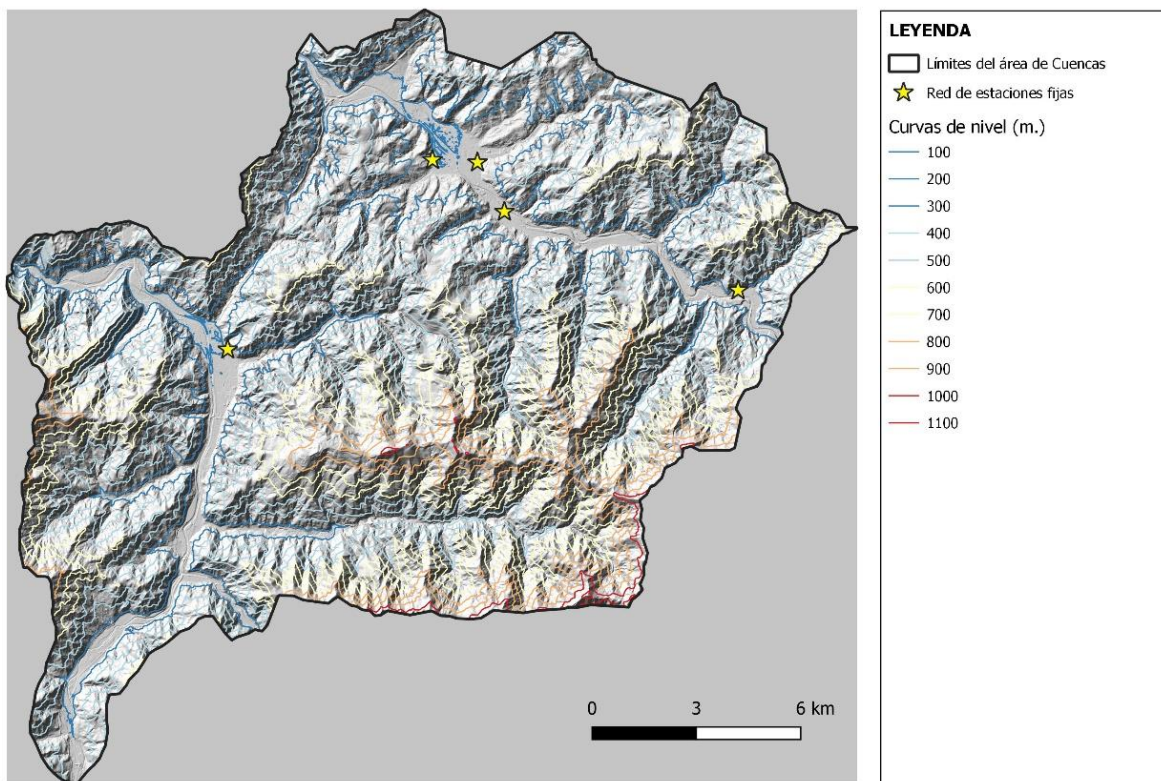 LEYENDA
Límites del área de Cuencas
Red de estaciones fijas
Curvas de nivel (m.)
100
200
300
400
500
600
700
800
900
1000
1100
0 3 6 km